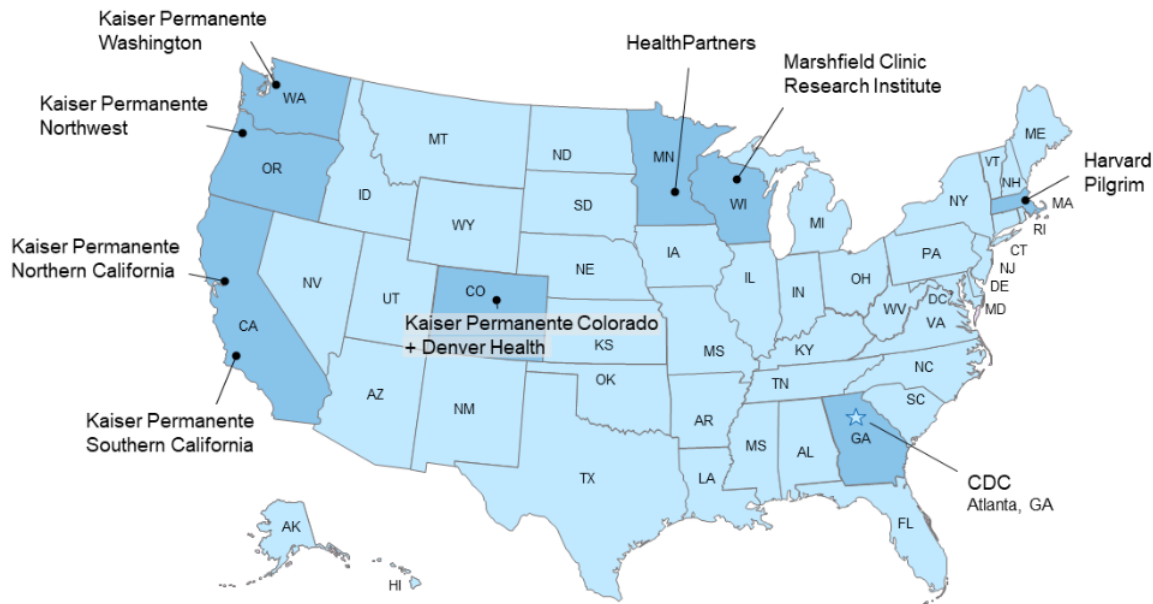 Kaiser Permanente
Washington
HealthPartners
Marshfield Clinic
Research Institute
Kaiser Permanente
Northwest
Harvard
Pilgrim
Kaiser Permanente
Northern California
Kaiser Permanente Colorado
+ Denver Health
Kaiser Permanente
Southern California
CDC
Atlanta, GA
WA
OR
CA
ID
NV
MT
WY
UT
CO
AZ
NM
ND
SD
NE
KS
OK
TX
MN
IA
MS
AR
LA
WI
IL
MI
IN
OH
KY
TN
MS
AL
GA
FL
SC
NC
VA
WV
DC
MD
DE
NJ
PA
NY
CT
RI
MA
VT
NH
ME
AK
HI